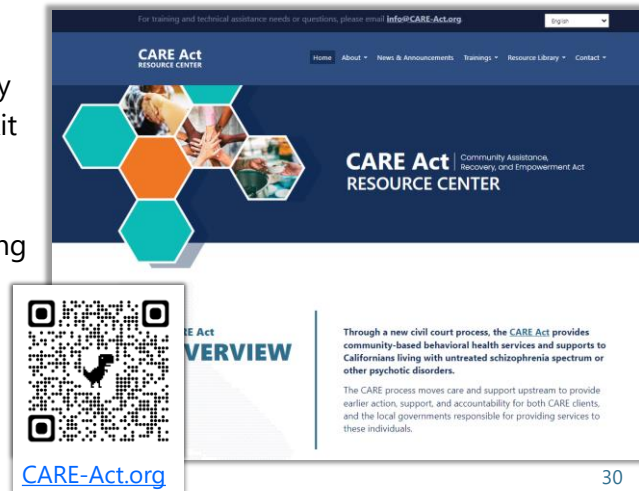 For training and technical assistance needs or questions, please email info@CARE-Act.org
English
CARE Act
RESOURCE CENTER
Home About News & Announcements Trainings Resource Library Contact
y
it
CARE Act Community Assistance,
Recovery, and Empowerment Act
RESOURCE CENTER
ng
RE Act
VERVIEW
Through a new civil court process, the CARE Act provides
community-based behavioral health services and supports to
Californians living with untreated schizophrenia spectrum or
other psychotic disorders.
The CARE process moves care and support upstream to provide
earlier action, support, and accountability for both CARE clients,
and the local governments responsible for providing services to
these individuals.
CARE-Act.org
30